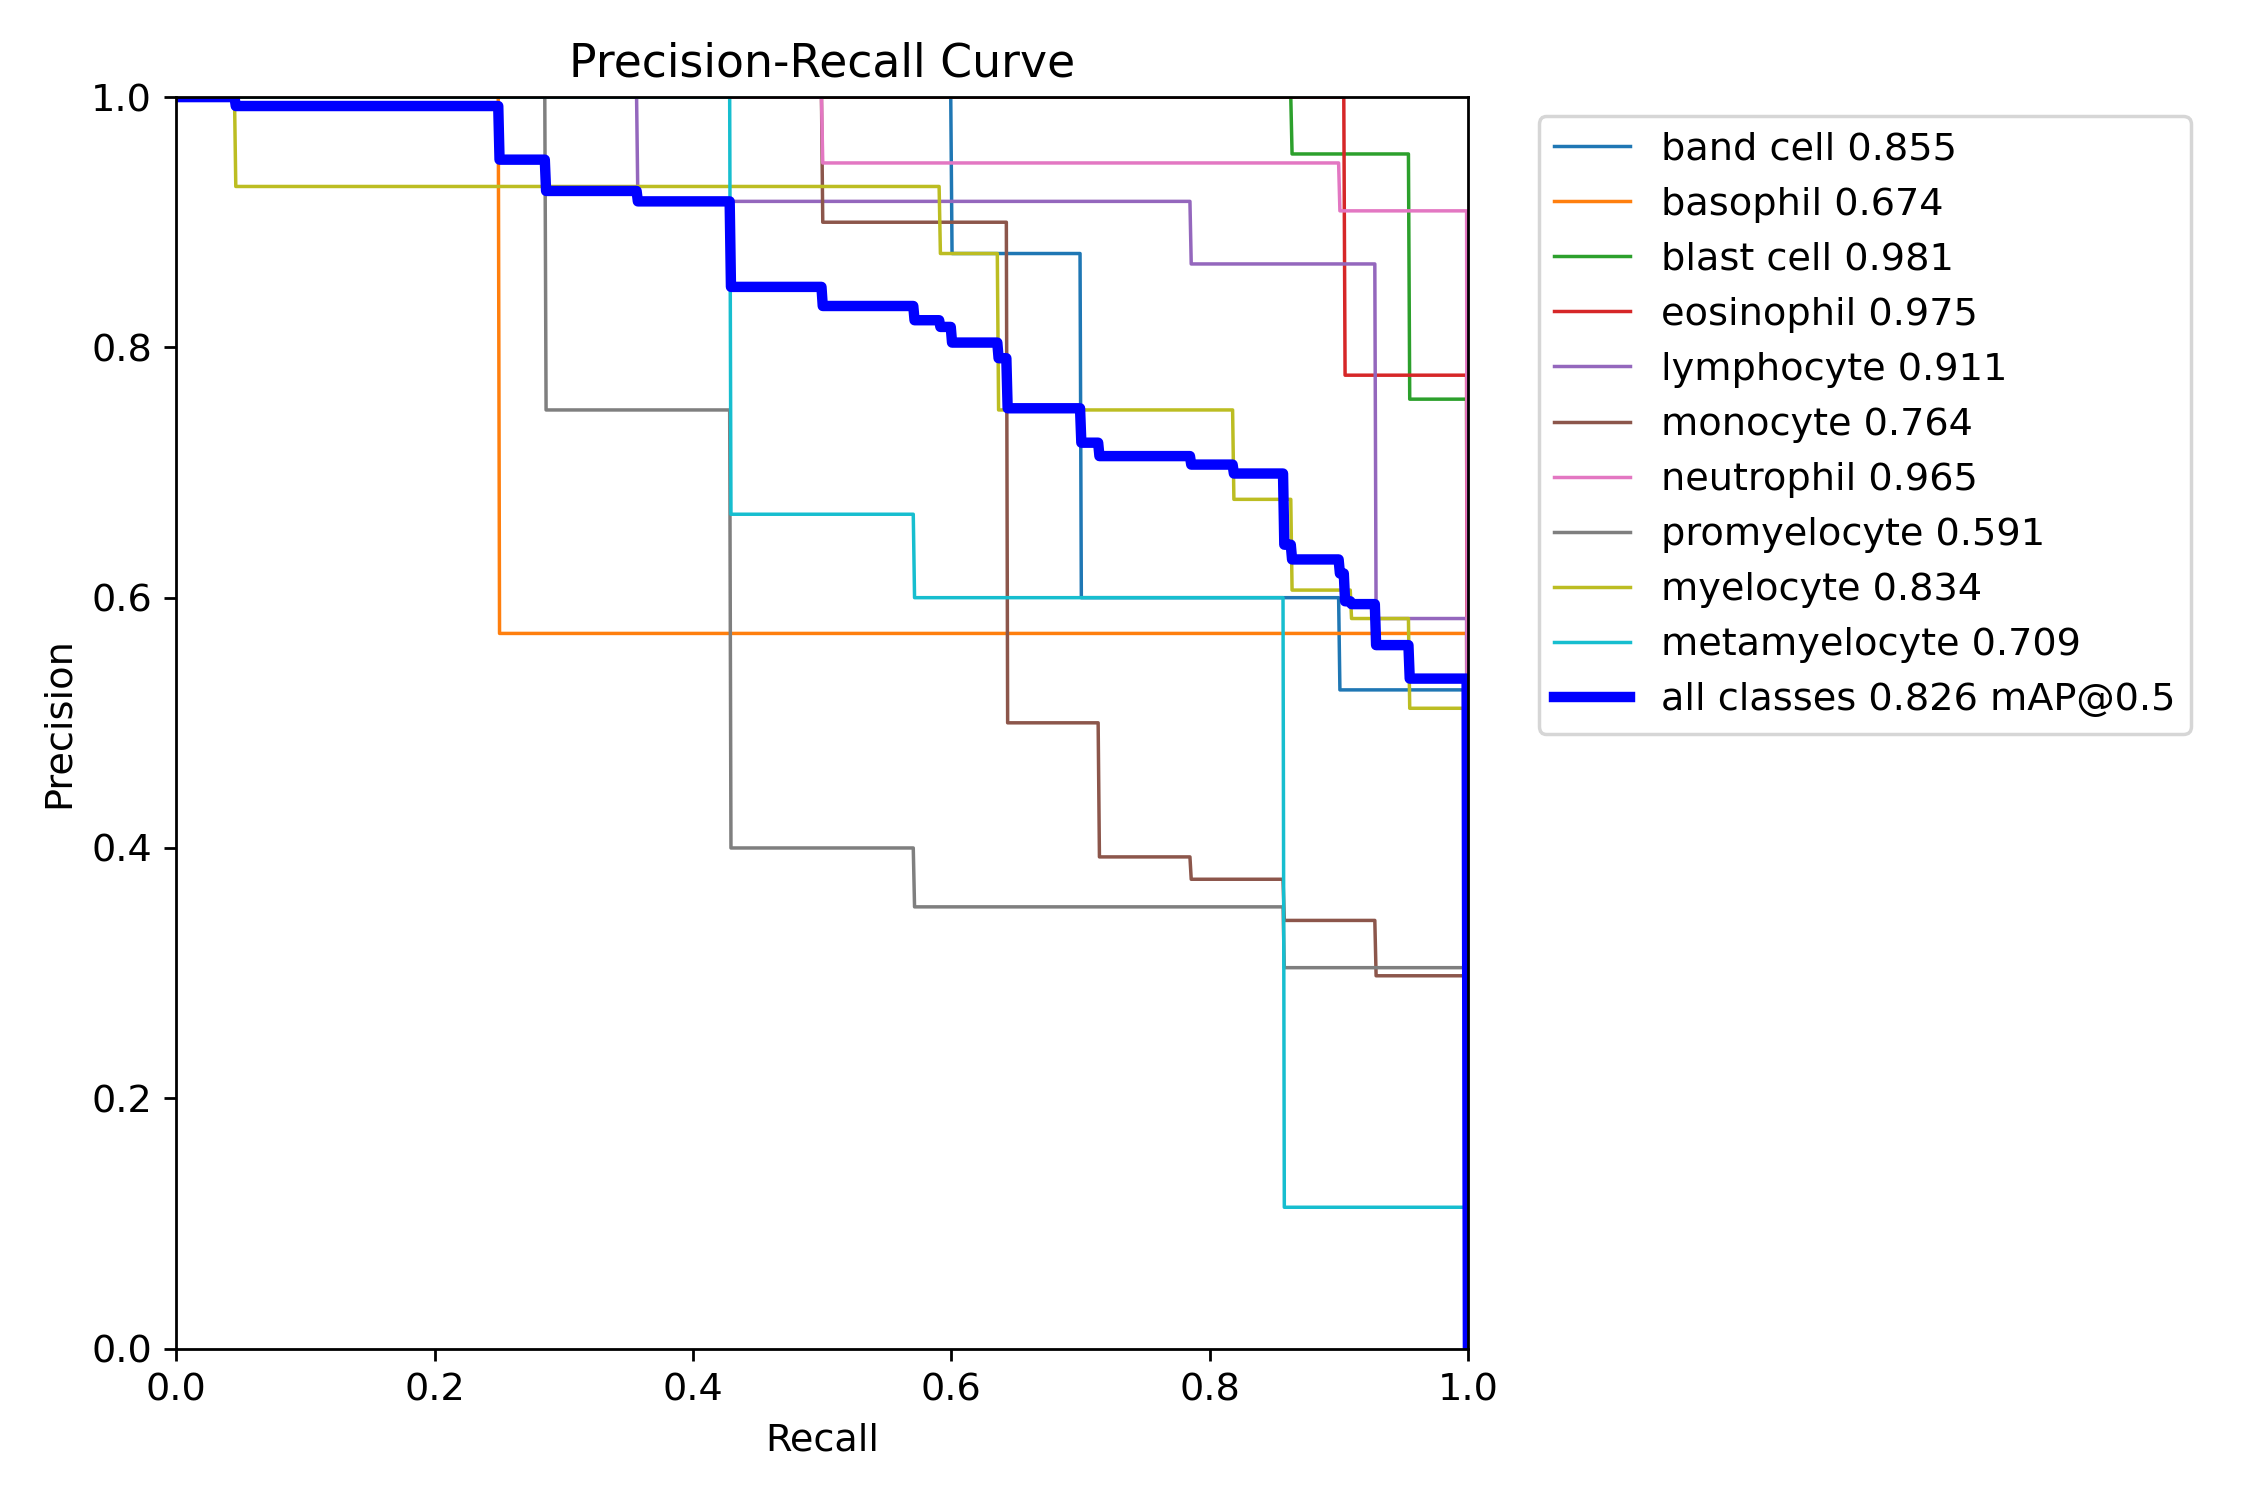 Precision-Recall Curve
1.0
0.8
0.6
0.4
0.2
0.0
Precision
0.0 0.2 0.4 0.6 0.8 1.0
Recall
band cell 0.855
basophil 0.674
blast cell 0.981
eosinophil 0.975
lymphocyte 0.911
monocyte 0.764
neutrophil 0.965
promyelocyte 0.591
myelocyte 0.834
metamyelocyte 0.709
all classes 0.826 mAP@0.5